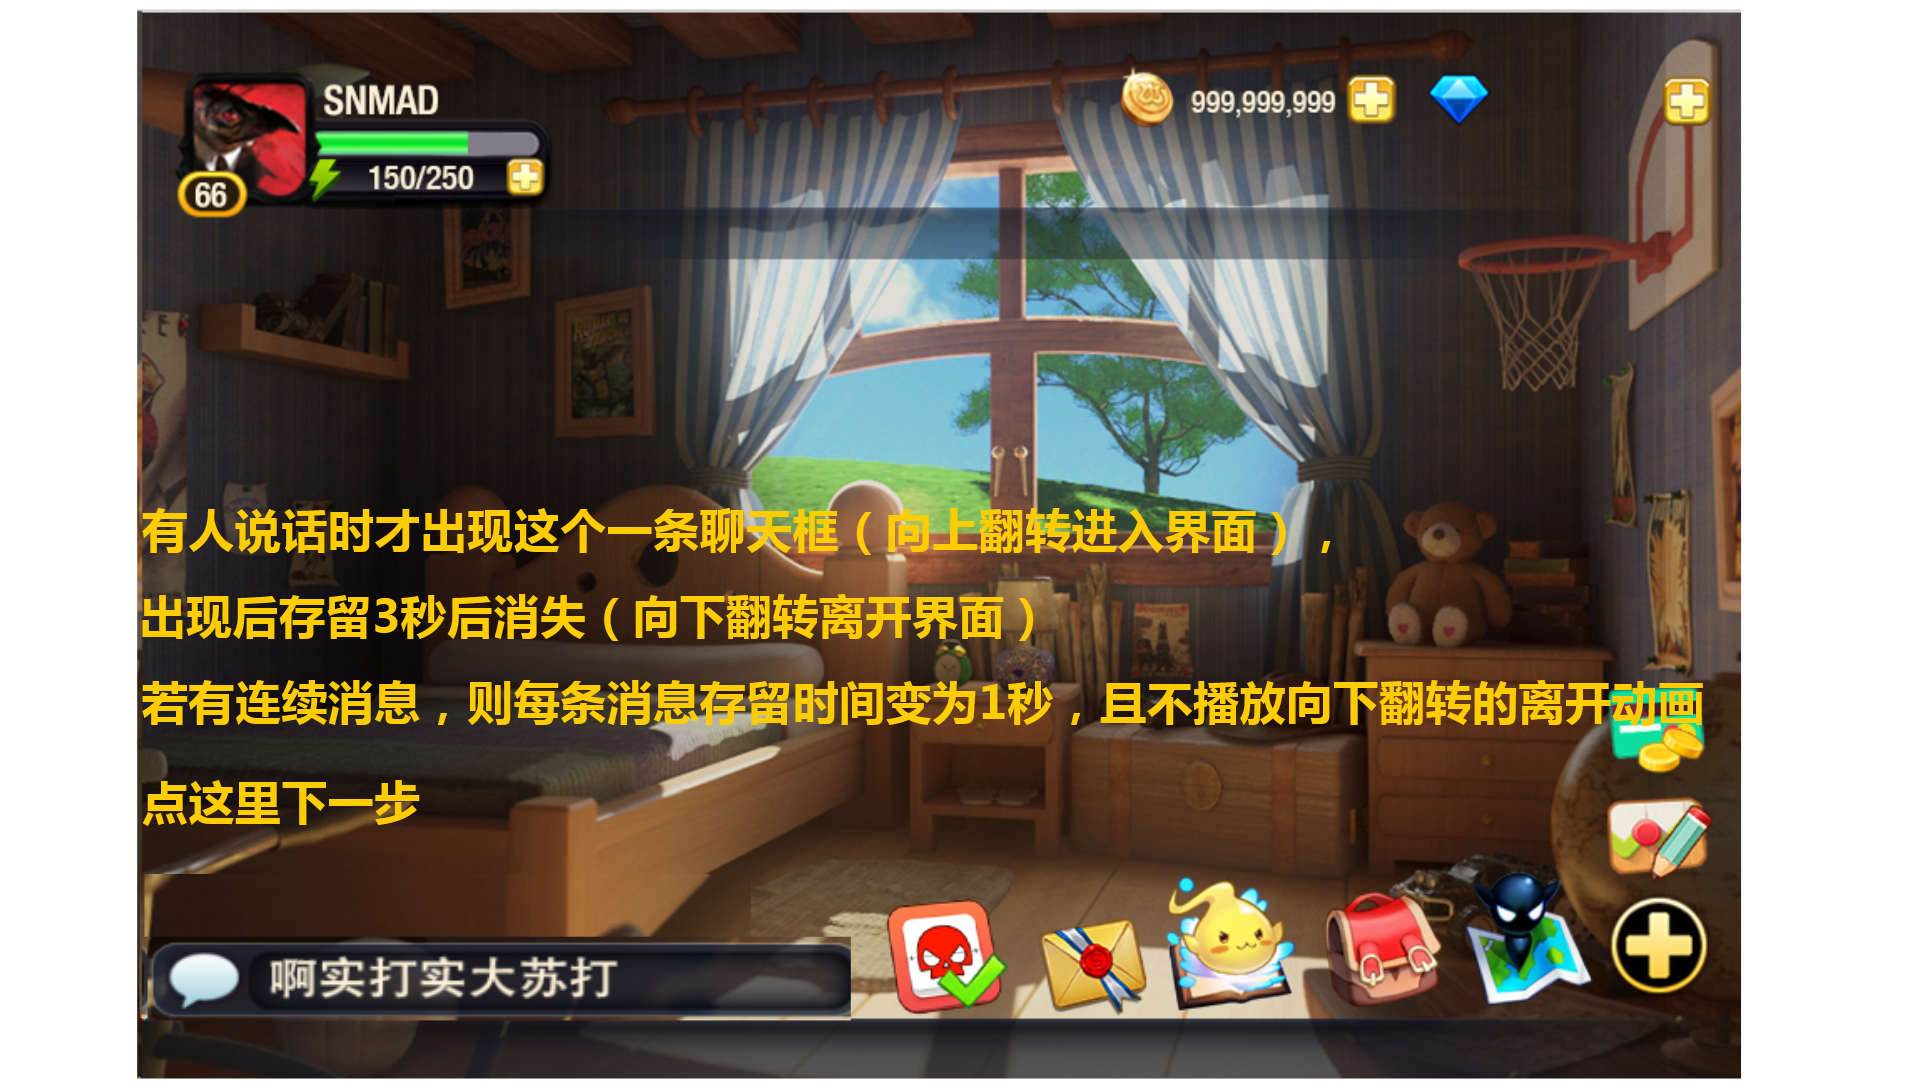 SNMAD
999,999,999
150/250
66
有人说话时才出现这个一条聊天框（向上翻转进入界面），
出现后存留3秒后消失（向下翻转离开界面）
若有连续消息，则每条消息存留时间变为1秒，且不播放向下翻转的离开动画
点这里下一步
啊实打实大苏打